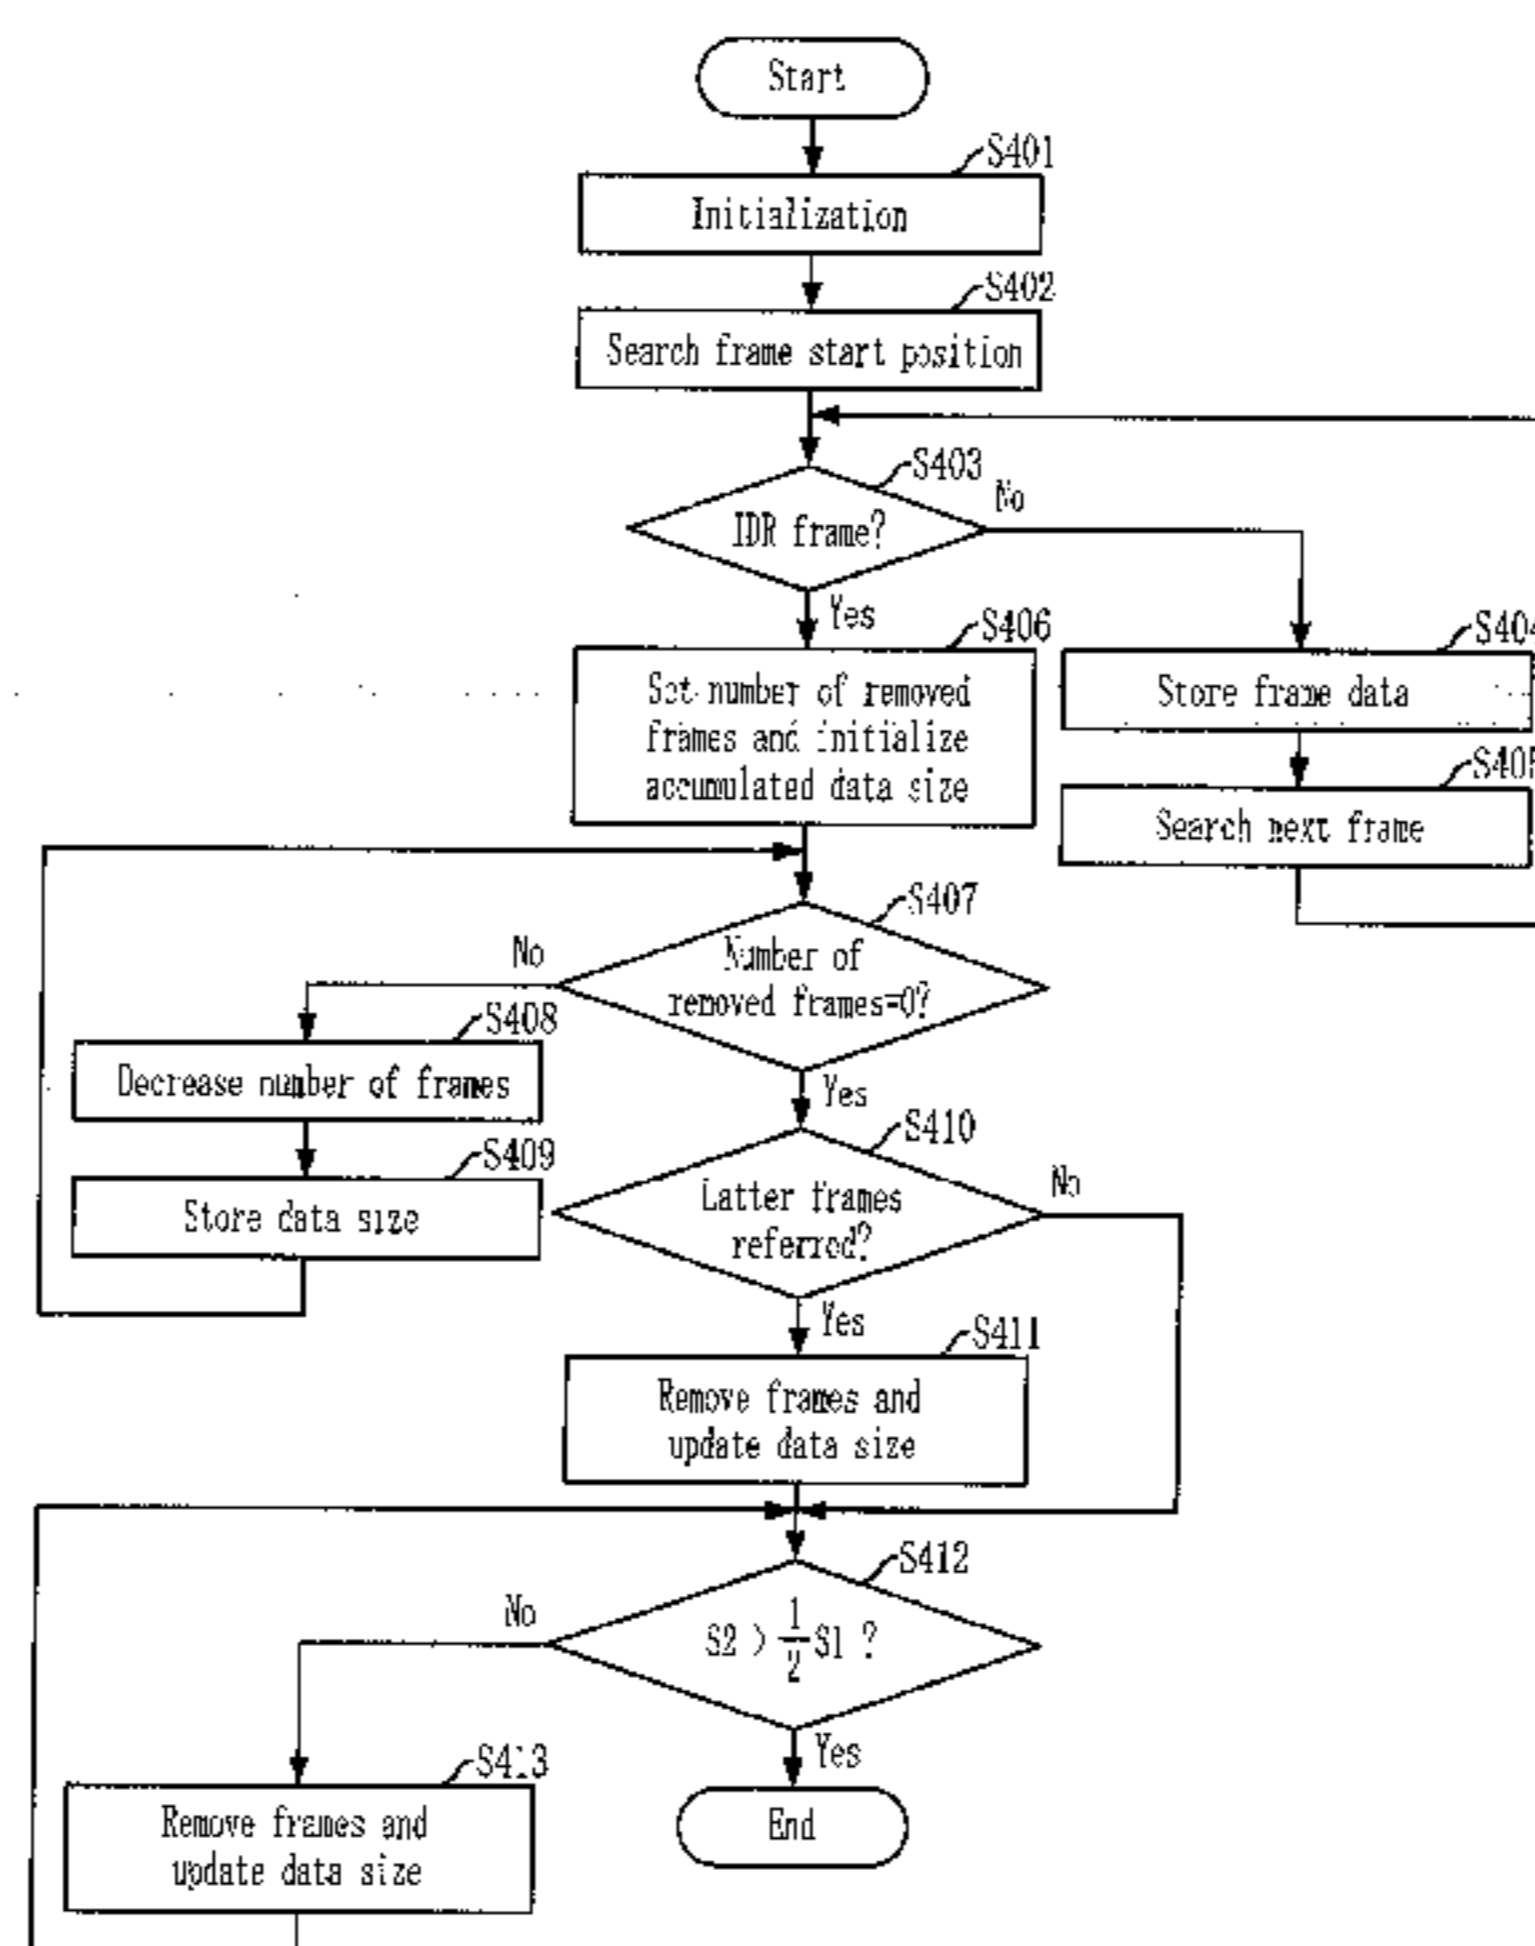 Start
S401
Initialization
S402
Search frame start position
S403
IDR frame?
No
Yes
S406
Set number of removed
frames and initialize
accumulated data size
S404
Store frame data
S405
Search next frame
S407
Number of
removed frames=0?
No
S408
Decrease number of frames
S409
Store data size
Yes
S410
Latter frames
referred?
No
Yes
S411
Remove frames and
update data size
S412
S2 > 1/2 S1 ?
No
Yes
S413
Remove frames and
update data size
End